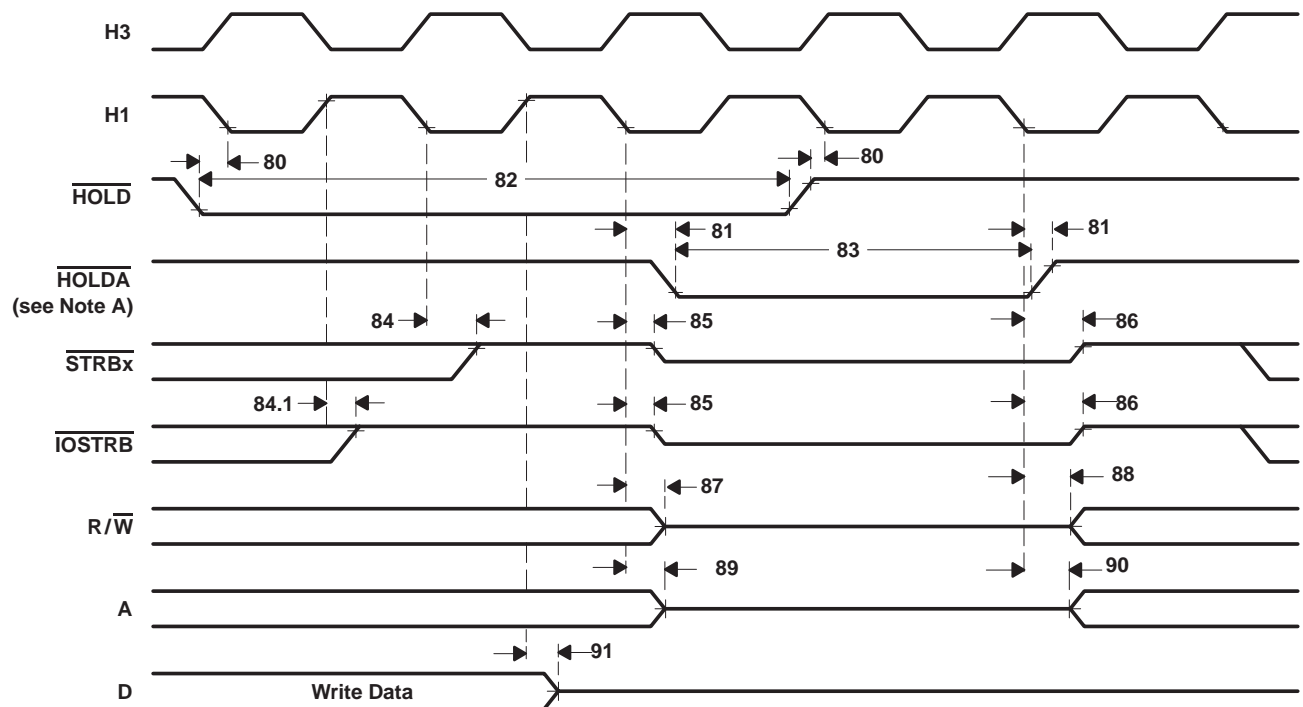 H3
H1
80
80
HOLD
82
81
81
83
HOLDA
(see Note A)
84
85
86
STRBx
84.1
85
86
IOSTRB
87
88
R/W
89
90
A
91
D
Write Data